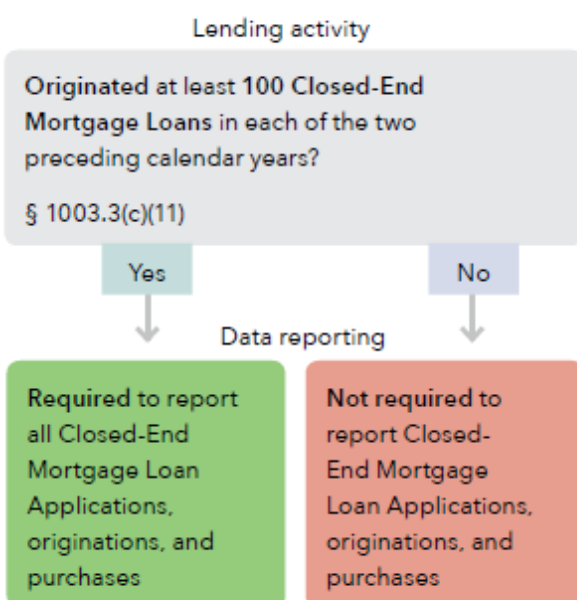 Lending activity
Originated at least 100 Closed-End
Mortgage Loans in each of the two
preceding calendar years?
§ 1003.3(c)(11)
Yes
No
Data reporting
Required to report
all Closed-End
Mortgage Loan
Applications,
originations, and
purchases
Not required to
report Closed-
End Mortgage
Loan Applications,
originations, and
purchases